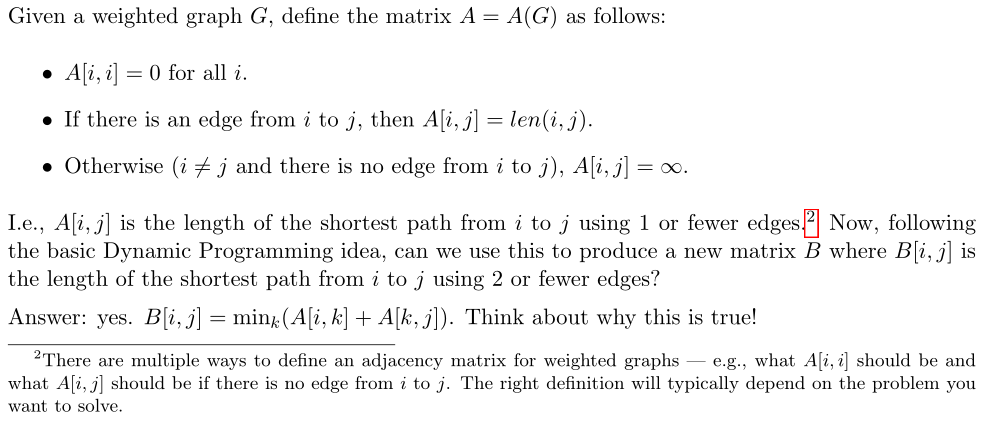 Given a weighted graph G, define the matrix A = A(G) as follows:
• A[i, i] = 0 for all i.
• If there is an edge from i to j, then A[i, j] = len(i, j).
• Otherwise (i ≠ j and there is no edge from i to j), A[i, j] = ∞.
I.e., A[i, j] is the length of the shortest path from i to j using 1 or fewer edges.² Now, following
the basic Dynamic Programming idea, can we use this to produce a new matrix B where B[i, j] is
the length of the shortest path from i to j using 2 or fewer edges?
Answer: yes. B[i, j] = minₖ(A[i, k] + A[k, j]). Think about why this is true!
²There are multiple ways to define an adjacency matrix for weighted graphs — e.g., what A[i, i] should be and
what A[i, j] should be if there is no edge from i to j. The right definition will typically depend on the problem you
want to solve.